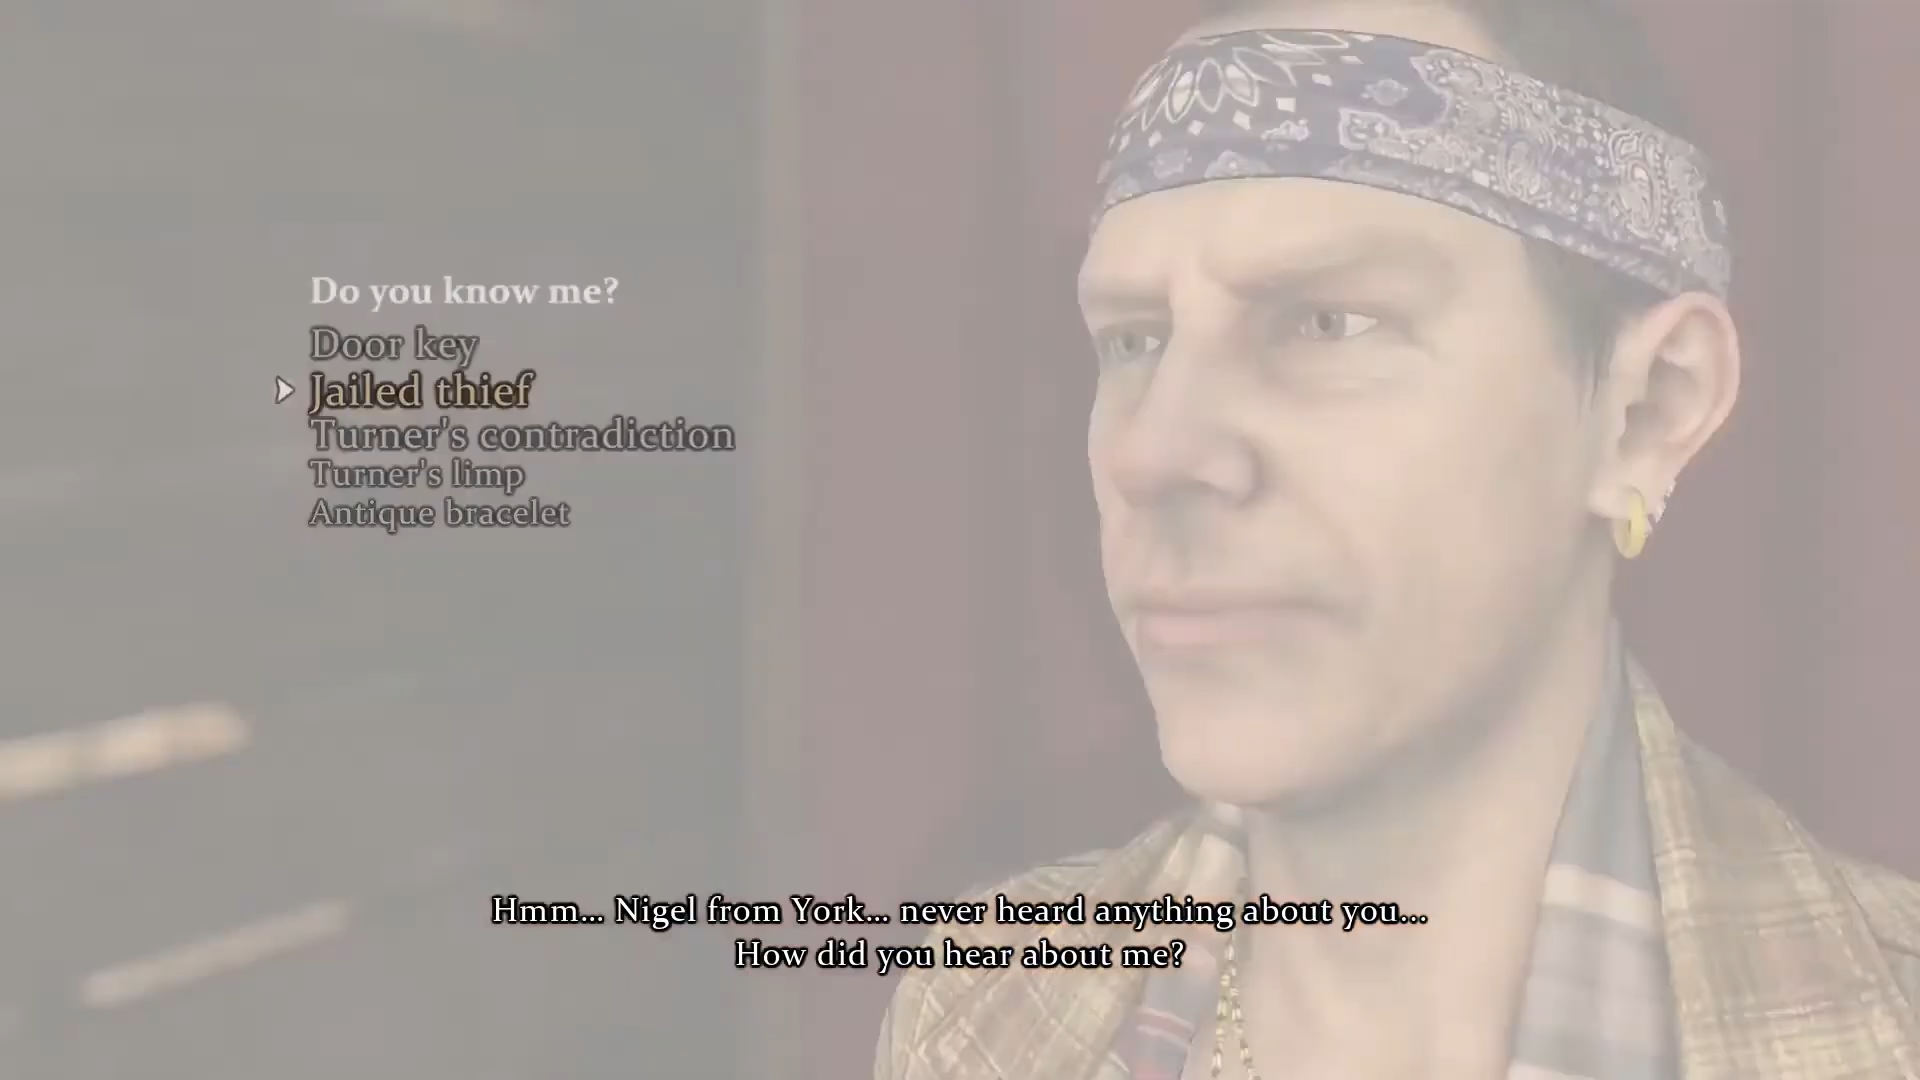 Do you know me?
Door key
Jailed thief
Turner's contradiction
Turner's limp
Antique bracelet
Hmm... Nigel from York... never heard anything about you...
How did you hear about me?